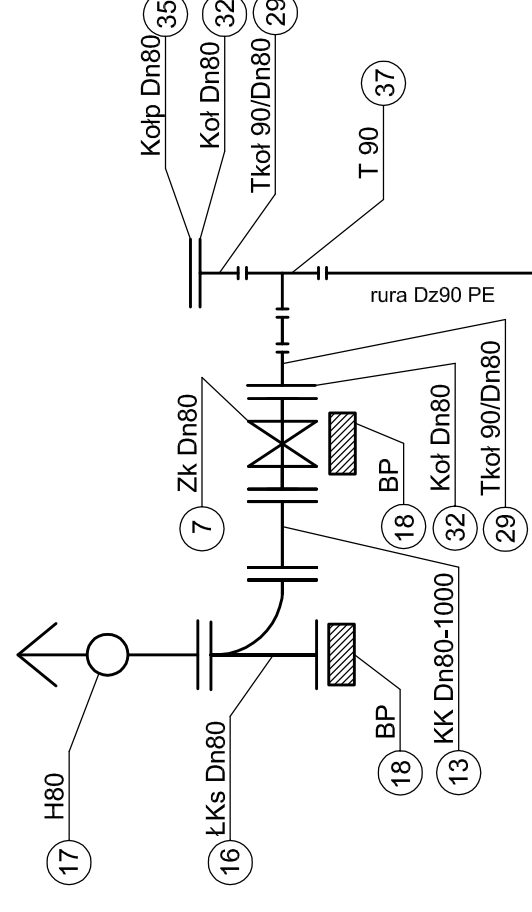 Kołp Dn80
35
Koł Dn80
32
Tkoł 90/Dn80
29
T 90
37
rura Dz90 PE
Zk Dn80
7
BP
18
Koł Dn80
32
Tkoł 90/Dn80
29
KK Dn80-1000
13
BP
18
ŁKs Dn80
16
H80
17